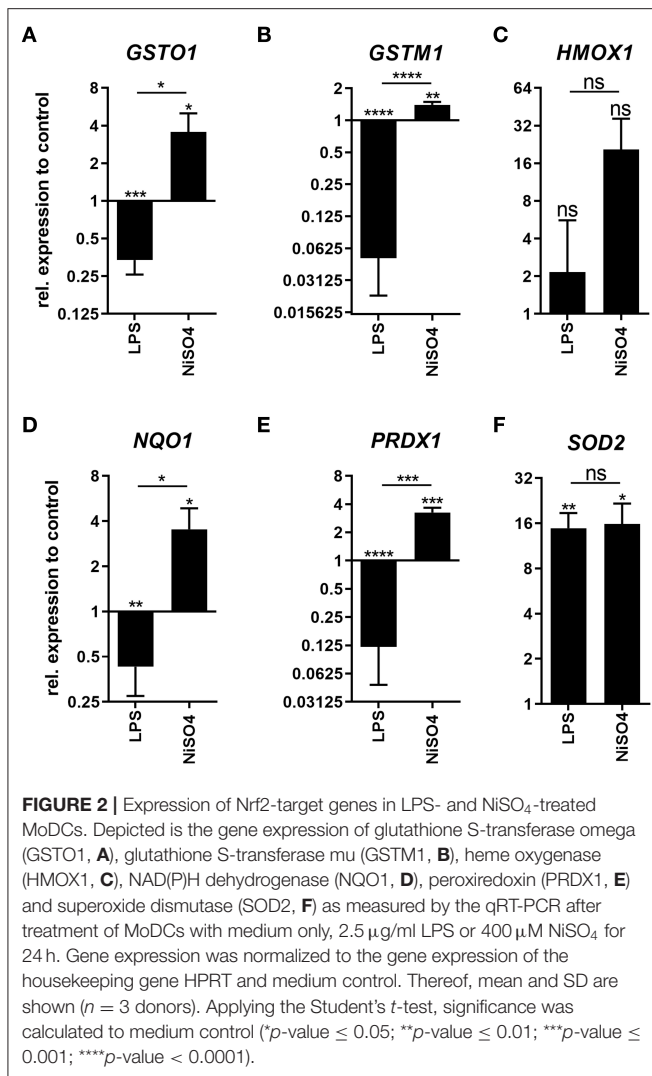 A
GSTO1
*
rel. expression to control
8
4
2
1
0.5
0.25
0.125
***
*
LPS
NiSO4
B
GSTM1
****
2
1
0.5
0.25
0.125
0.0625
0.03125
0.015625
****
**
LPS
NiSO4
C
HMOX1
ns
64
32
16
8
4
2
1
ns
ns
LPS
NiSO4
D
NQO1
*
rel. expression to control
8
4
2
1
0.5
0.25
**
*
LPS
NiSO4
E
PRDX1
***
8
4
2
1
0.5
0.25
0.125
0.0625
0.03125
****
***
LPS
NiSO4
F
SOD2
ns
32
16
8
4
2
1
**
*
LPS
NiSO4
FIGURE 2 | Expression of Nrf2-target genes in LPS- and NiSO₄-treated
MoDCs. Depicted is the gene expression of glutathione S-transferase omega
(GSTO1, A), glutathione S-transferase mu (GSTM1, B), heme oxygenase
(HMOX1, C), NAD(P)H dehydrogenase (NQO1, D), peroxiredoxin (PRDX1, E)
and superoxide dismutase (SOD2, F) as measured by the qRT-PCR after
treatment of MoDCs with medium only, 2.5 μg/ml LPS or 400 μM NiSO₄ for
24 h. Gene expression was normalized to the gene expression of the
housekeeping gene HPRT and medium control. Thereof, mean and SD are
shown (n = 3 donors). Applying the Student's t-test, significance was
calculated to medium control (*p-value ≤ 0.05; **p-value ≤ 0.01; ***p-value ≤
0.001; ****p-value < 0.0001).